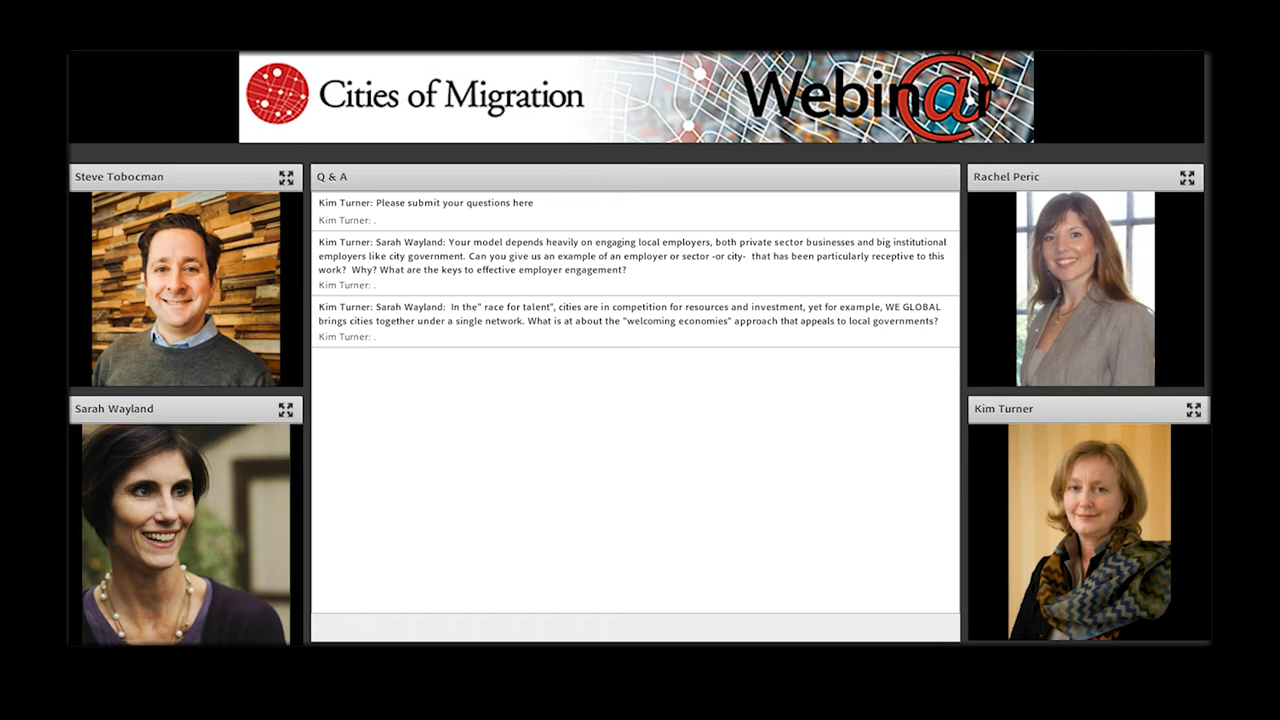 Cities of Migration
Webin@r
Steve Tobocman
Q & A
Rachel Peric
Kim Turner: Please submit your questions here
Kim Turner: .
Kim Turner: Sarah Wayland: Your model depends heavily on engaging local employers, both private sector businesses and big institutional
employers like city government. Can you give us an example of an employer or sector -or city- that has been particularly receptive to this
work? Why? What are the keys to effective employer engagement?
Kim Turner: .
Kim Turner: Sarah Wayland: In the" race for talent", cities are in competition for resources and investment, yet for example, WE GLOBAL
brings cities together under a single network. What is at about the "welcoming economies" approach that appeals to local governments?
Kim Turner: .
Sarah Wayland
Kim Turner